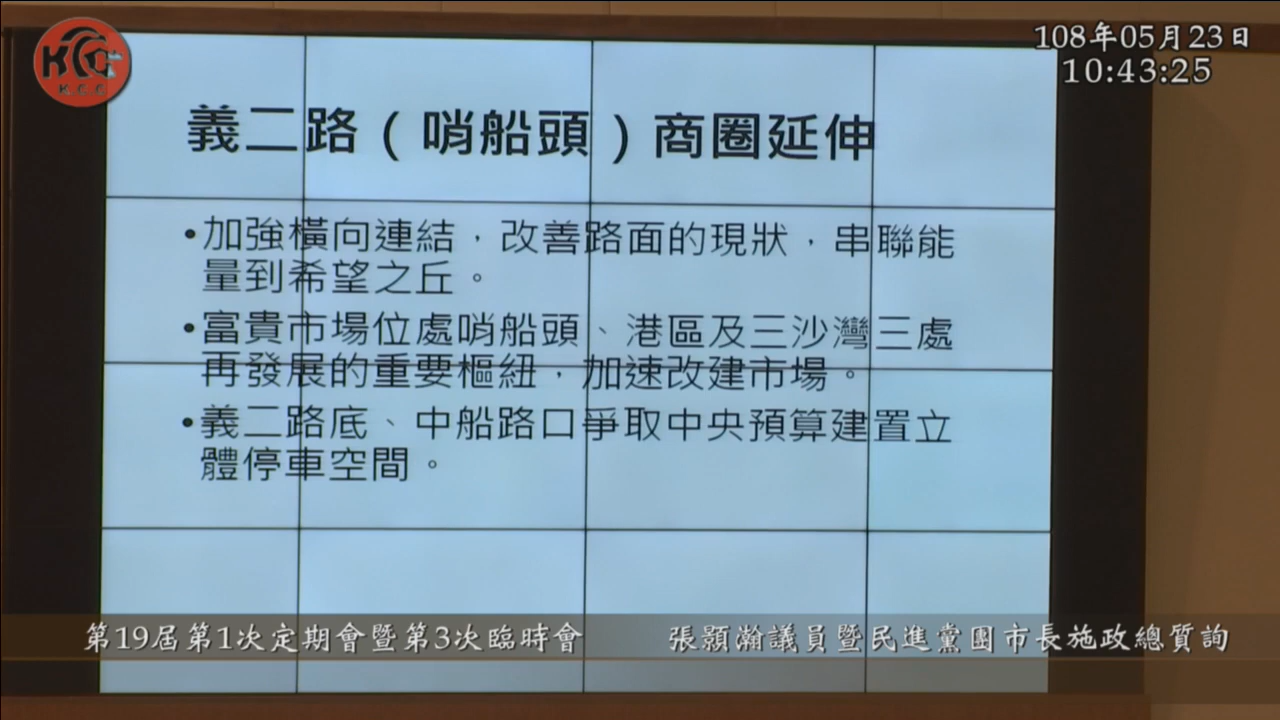 KCC
K.C.C
108年05月23日
10:43:25
義二路（哨船頭）商圈延伸
•加強橫向連結，改善路面的現狀，串聯能
量到希望之丘。
•富貴市場位處哨船頭、港區及三沙灣三處
再發展的重要樞紐，加速改建市場。
•義二路底、中船路口爭取中央預算建置立
體停車空間。
第19屆第1次定期會暨第3次臨時會
張顥瀚議員暨民進黨團市長施政總質詢